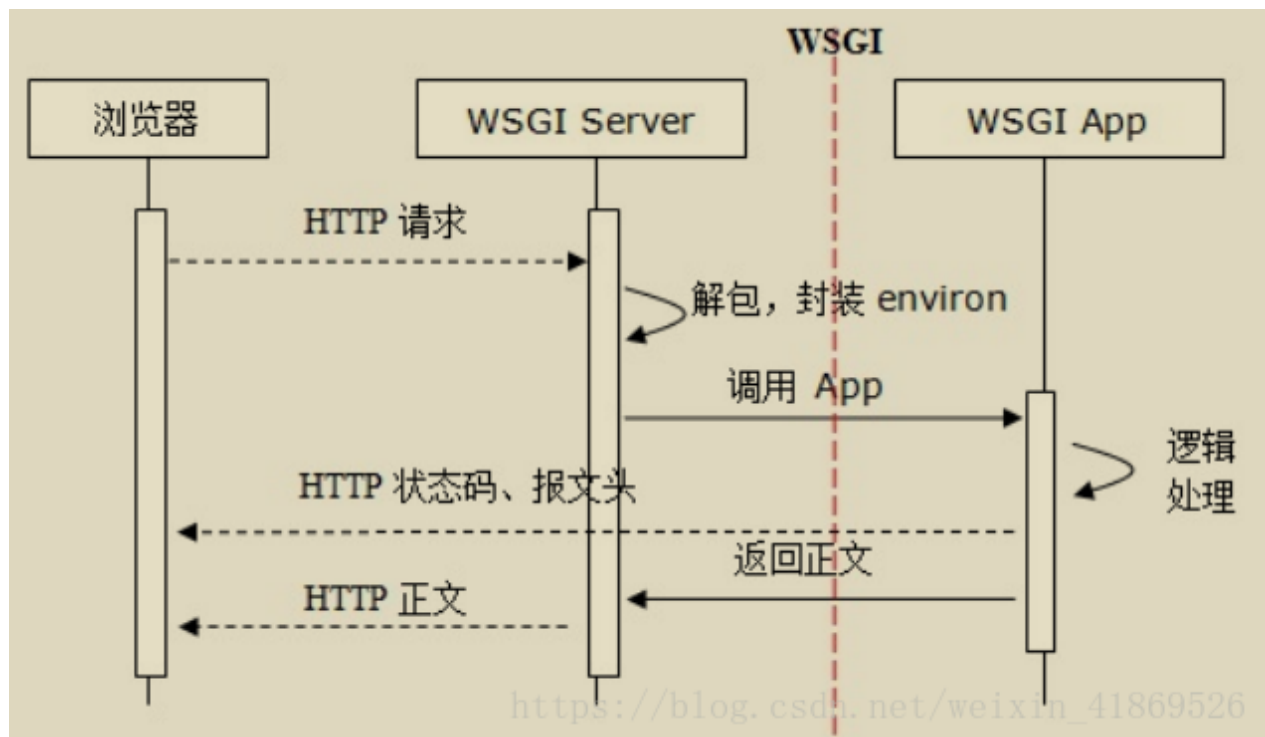 WSGI
浏览器
WSGI Server
WSGI App
HTTP 请求
解包，封装 environ
调用 App
逻辑
处理
HTTP 状态码、报文头
返回正文
HTTP 正文
https://blog.csdn.net/weixin_41869526